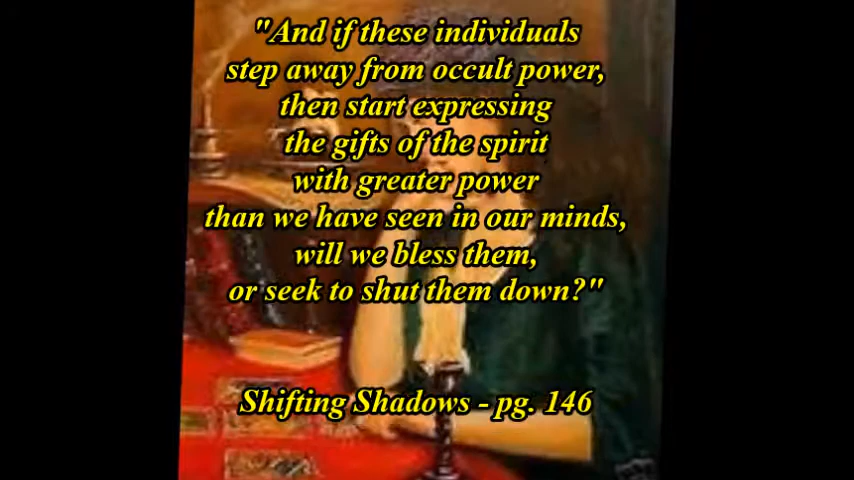 "And if these individuals
step away from occult power,
then start expressing
the gifts of the spirit
with greater power
than we have seen in our minds,
will we bless them,
or seek to shut them down?"
Shifting Shadows - pg. 146